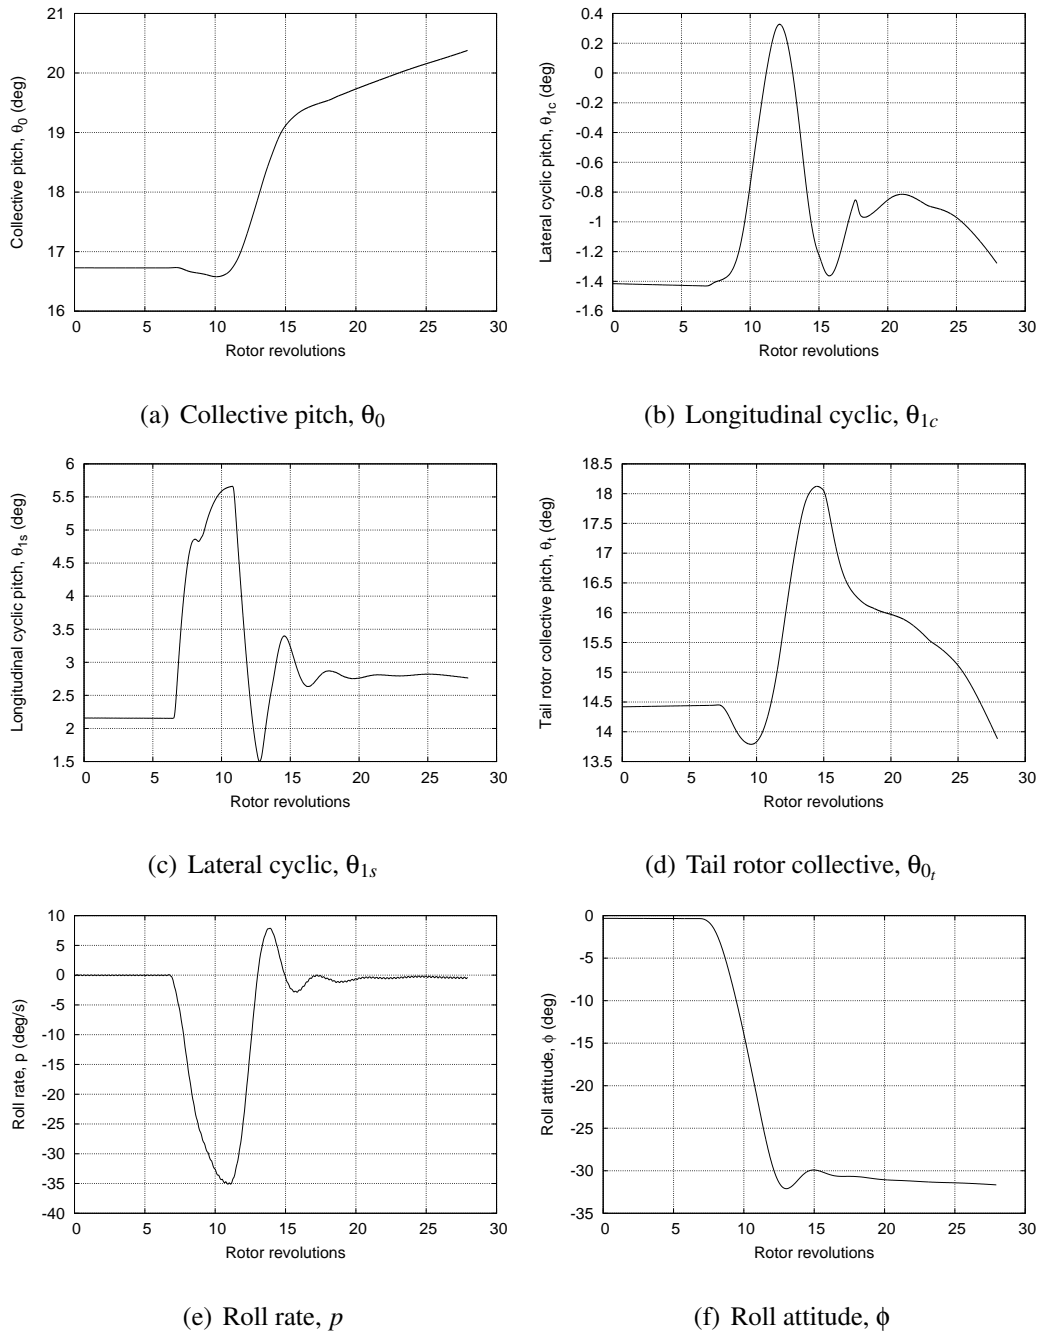 21
20
19
18
17
16
0 5 10 15 20 25 30
Collective pitch, θ0 (deg)
Rotor revolutions
0.4
0.2
0
-0.2
-0.4
-0.6
-0.8
-1
-1.2
-1.4
-1.6
0 5 10 15 20 25 30
Lateral cyclic pitch, θ1c (deg)
Rotor revolutions
(a) Collective pitch, θ0
(b) Longitudinal cyclic, θ1c
6
5.5
5
4.5
4
3.5
3
2.5
2
1.5
0 5 10 15 20 25 30
Longitudinal cyclic pitch, θ1s (deg)
Rotor revolutions
18.5
18
17.5
17
16.5
16
15.5
15
14.5
14
13.5
0 5 10 15 20 25 30
Tail rotor collective pitch, θt (deg)
Rotor revolutions
(c) Lateral cyclic, θ1s
(d) Tail rotor collective, θ0t
10
5
0
-5
-10
-15
-20
-25
-30
-35
-40
0 5 10 15 20 25 30
Roll rate, p (deg/s)
Rotor revolutions
0
-5
-10
-15
-20
-25
-30
-35
0 5 10 15 20 25 30
Roll attitude, ϕ (deg)
Rotor revolutions
(e) Roll rate, p
(f) Roll attitude, ϕ